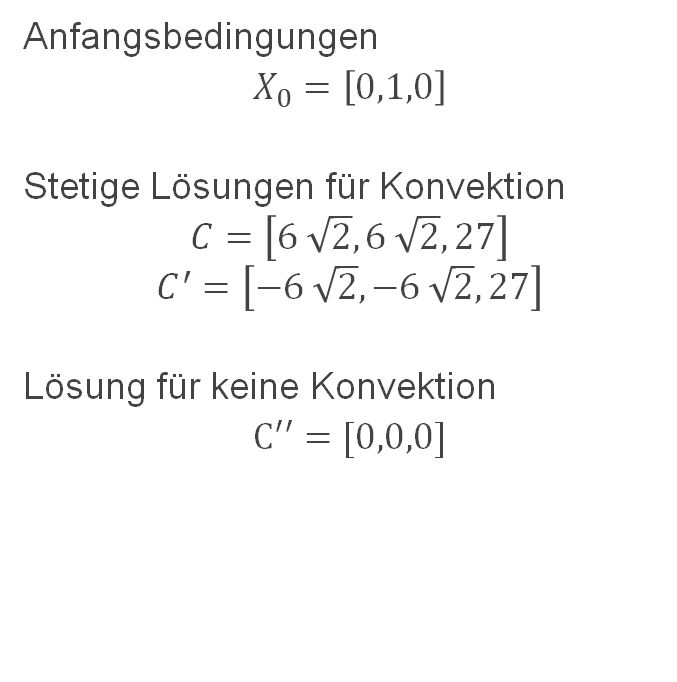 Anfangsbedingungen
X₀ = [0,1,0]
Stetige Lösungen für Konvektion
C = [6 √2, 6 √2, 27]
C′ = [−6 √2, −6 √2, 27]
Lösung für keine Konvektion
C′′ = [0,0,0]